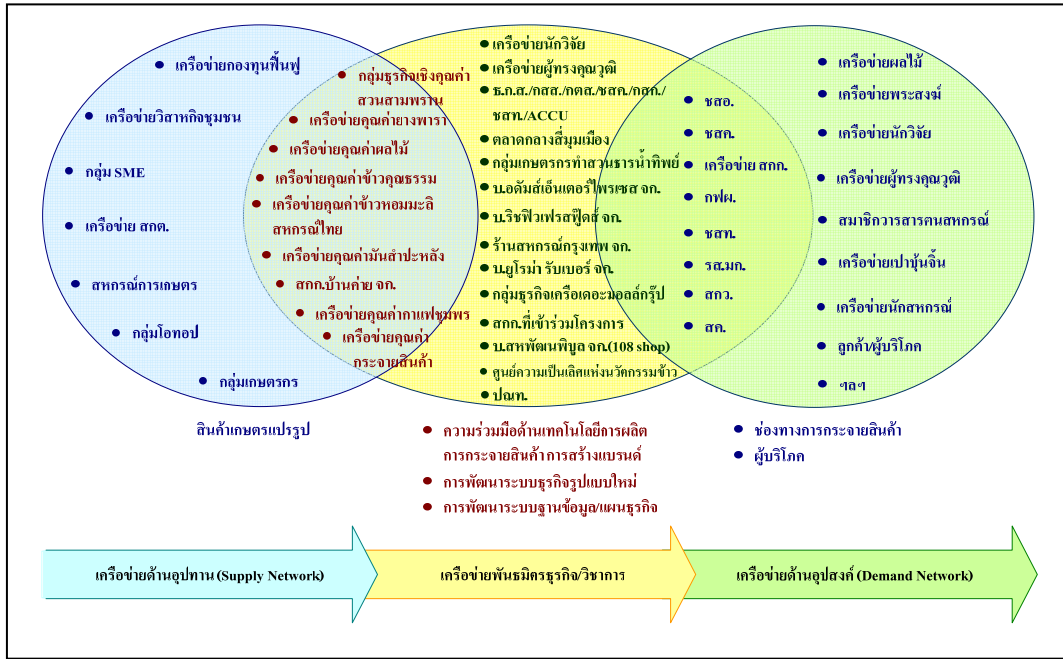 เครือข่ายกองทุนฟื้นฟู
เครือข่ายวิสาหกิจชุมชน
กลุ่ม SME
เครือข่าย สกต.
สหกรณ์การเกษตร
กลุ่มโอทอป
กลุ่มเกษตรกร
กลุ่มธุรกิจเชิงคุณค่า
สวนสามพราน
เครือข่ายคุณค่ายางพารา
เครือข่ายคุณค่าผลไม้
เครือข่ายคุณค่าข้าวคุณธรรม
เครือข่ายคุณค่าข้าวหอมมะลิ
สหกรณ์ไทย
เครือข่ายคุณค่ามันสำปะหลัง
สกก.บ้านค่าย จก.
เครือข่ายคุณค่ากาแฟชุมพร
เครือข่ายคุณค่า
กระจายสินค้า
เครือข่ายนักวิจัย
เครือข่ายผู้ทรงคุณวุฒิ
ธ.ก.ส./กสส./กตส./ชสก./กสก./
ชสท./ACCU
ตลาดกลางสี่มุมเมือง
กลุ่มเกษตรกรทำสวนธารน้ำทิพย์
บ.อดัมส์เอ็นเตอร์ไพรเซส จก.
บ.ริชฟิวเฟรสฟู๊ดส์ จก.
ร้านสหกรณ์กรุงเทพ จก.
บ.ยูโรม่า รับเบอร์ จก.
กลุ่มธุรกิจเครือเดอะมอลล์กรุ๊ป
สกก.ที่เข้าร่วมโครงการ
บ.สหพัฒนพิบูล จก.(108 shop)
ศูนย์ความเป็นเลิศแห่งนวัตกรรมข้าว
ปณท.
ชสอ.
ชสค.
เครือข่าย สกก.
กฟผ.
ชสท.
รส.มก.
สกว.
สค.
เครือข่ายผลไม้
เครือข่ายพระสงฆ์
เครือข่ายนักวิจัย
เครือข่ายผู้ทรงคุณวุฒิ
สมาชิกวารสารฅนสหกรณ์
เครือข่ายเปาบุ้นจิ้น
เครือข่ายนักสหกรณ์
ลูกค้า/ผู้บริโภค
ฯลฯ
สินค้าเกษตรแปรรูป
ความร่วมมือด้านเทคโนโลยีการผลิต
การกระจายสินค้า การสร้างแบรนด์
การพัฒนาระบบธุรกิจรูปแบบใหม่
การพัฒนาระบบฐานข้อมูล/แผนธุรกิจ
ช่องทางการกระจายสินค้า
ผู้บริโภค
เครือข่ายด้านอุปทาน (Supply Network)
เครือข่ายพันธมิตรธุรกิจ/วิชาการ
เครือข่ายด้านอุปสงค์ (Demand Network)